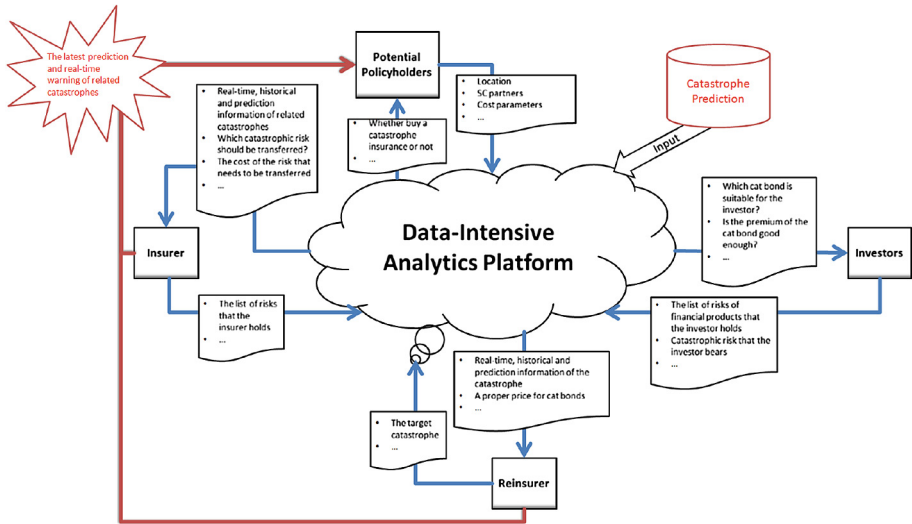 The latest prediction
and real-time
warning of related
catastrophes
Potential
Policyholders
• Location
• SC partners
• Cost parameters
• ...
Catastrophe
Prediction
Input
• Real-time, historical
and prediction
information of related
catastrophes
• Which catastrophic risk
should be transferred?
• The cost of the risk that
needs to be transferred
• ...
• Whether buy a
catastrophe
insurance or not
• ...
• Which cat bond is
suitable for the
investor?
• Is the premium of the
cat bond good
enough?
• ...
Data-Intensive
Analytics Platform
Insurer
Investors
• The list of risks
that the
insurer holds
• ...
• The list of risks of
financial products that
the investor holds
• Catastrophic risk that the
investor bears
• ...
• Real-time, historical and
prediction information of the
catastrophe
• A proper price for cat bonds
• ...
• The target
catastrophe
• ...
Reinsurer